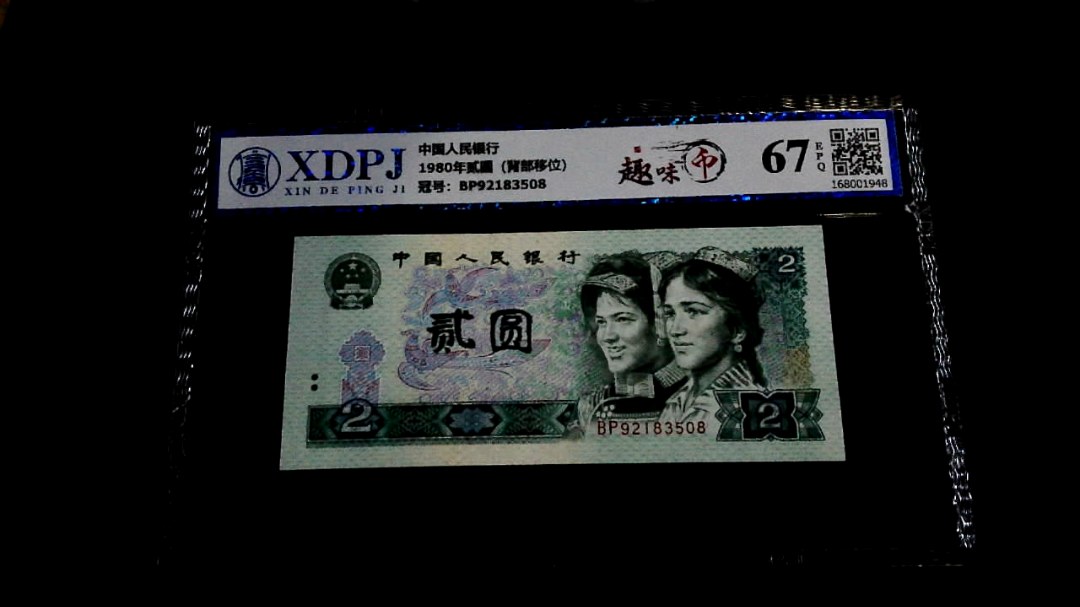 XDPJ
XIN DE PING JI
中国人民银行
1980年贰圆（背部移位）
冠号：BP92183508
趣味币
67
EPQ
168001948
中国人民银行
2
贰圆
2
BP92183508
2